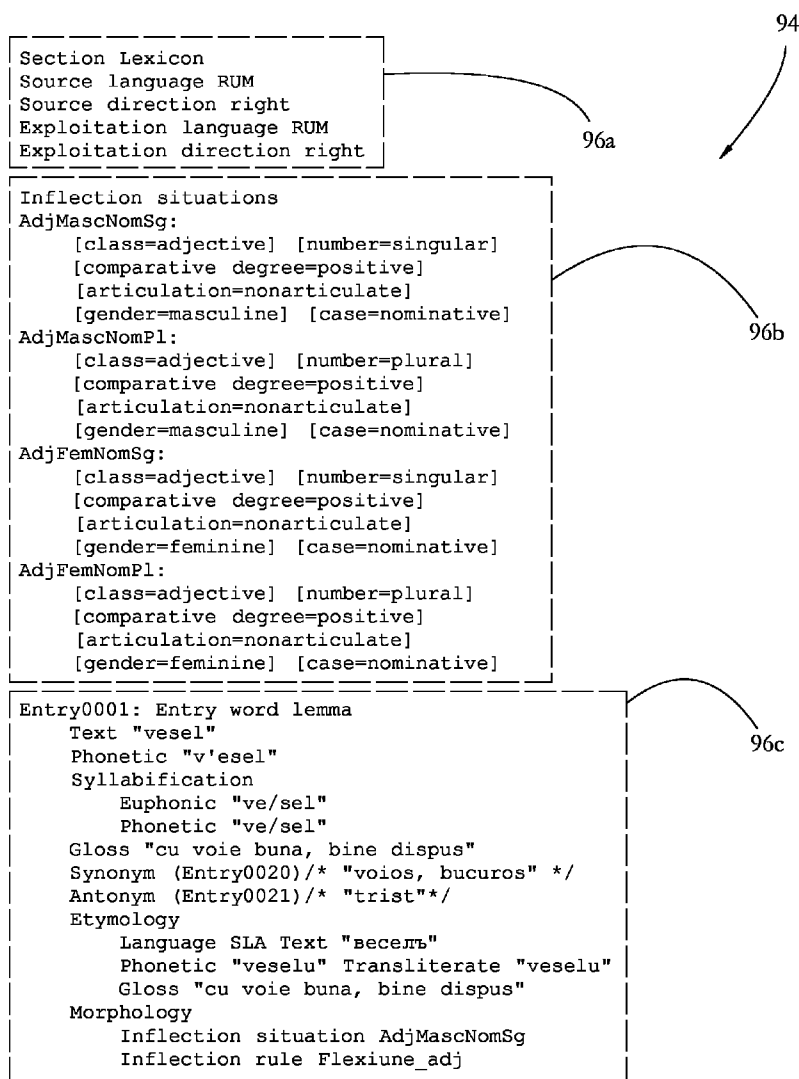 94
Section Lexicon
Source language RUM
Source direction right
Exploitation language RUM
Exploitation direction right
96a
Inflection situations
AdjMascNomSg:
[class=adjective] [number=singular]
[comparative degree=positive]
[articulation=nonarticulate]
[gender=masculine] [case=nominative]
AdjMascNomPl:
[class=adjective] [number=plural]
[comparative degree=positive]
[articulation=nonarticulate]
[gender=masculine] [case=nominative]
AdjFemNomSg:
[class=adjective] [number=singular]
[comparative degree=positive]
[articulation=nonarticulate]
[gender=feminine] [case=nominative]
AdjFemNomPl:
[class=adjective] [number=plural]
[comparative degree=positive]
[articulation=nonarticulate]
[gender=feminine] [case=nominative]
96b
Entry0001: Entry word lemma
Text "vesel"
Phonetic "v'esel"
Syllabification
Euphonic "ve/sel"
Phonetic "ve/sel"
Gloss "cu voie buna, bine dispus"
Synonym (Entry0020)/* "voios, bucuros" */
Antonym (Entry0021)/* "trist"*/
Etymology
Language SLA Text "веселъ"
Phonetic "veselu" Transliterate "veselu"
Gloss "cu voie buna, bine dispus"
Morphology
Inflection situation AdjMascNomSg
Inflection rule Flexiune_adj
96c